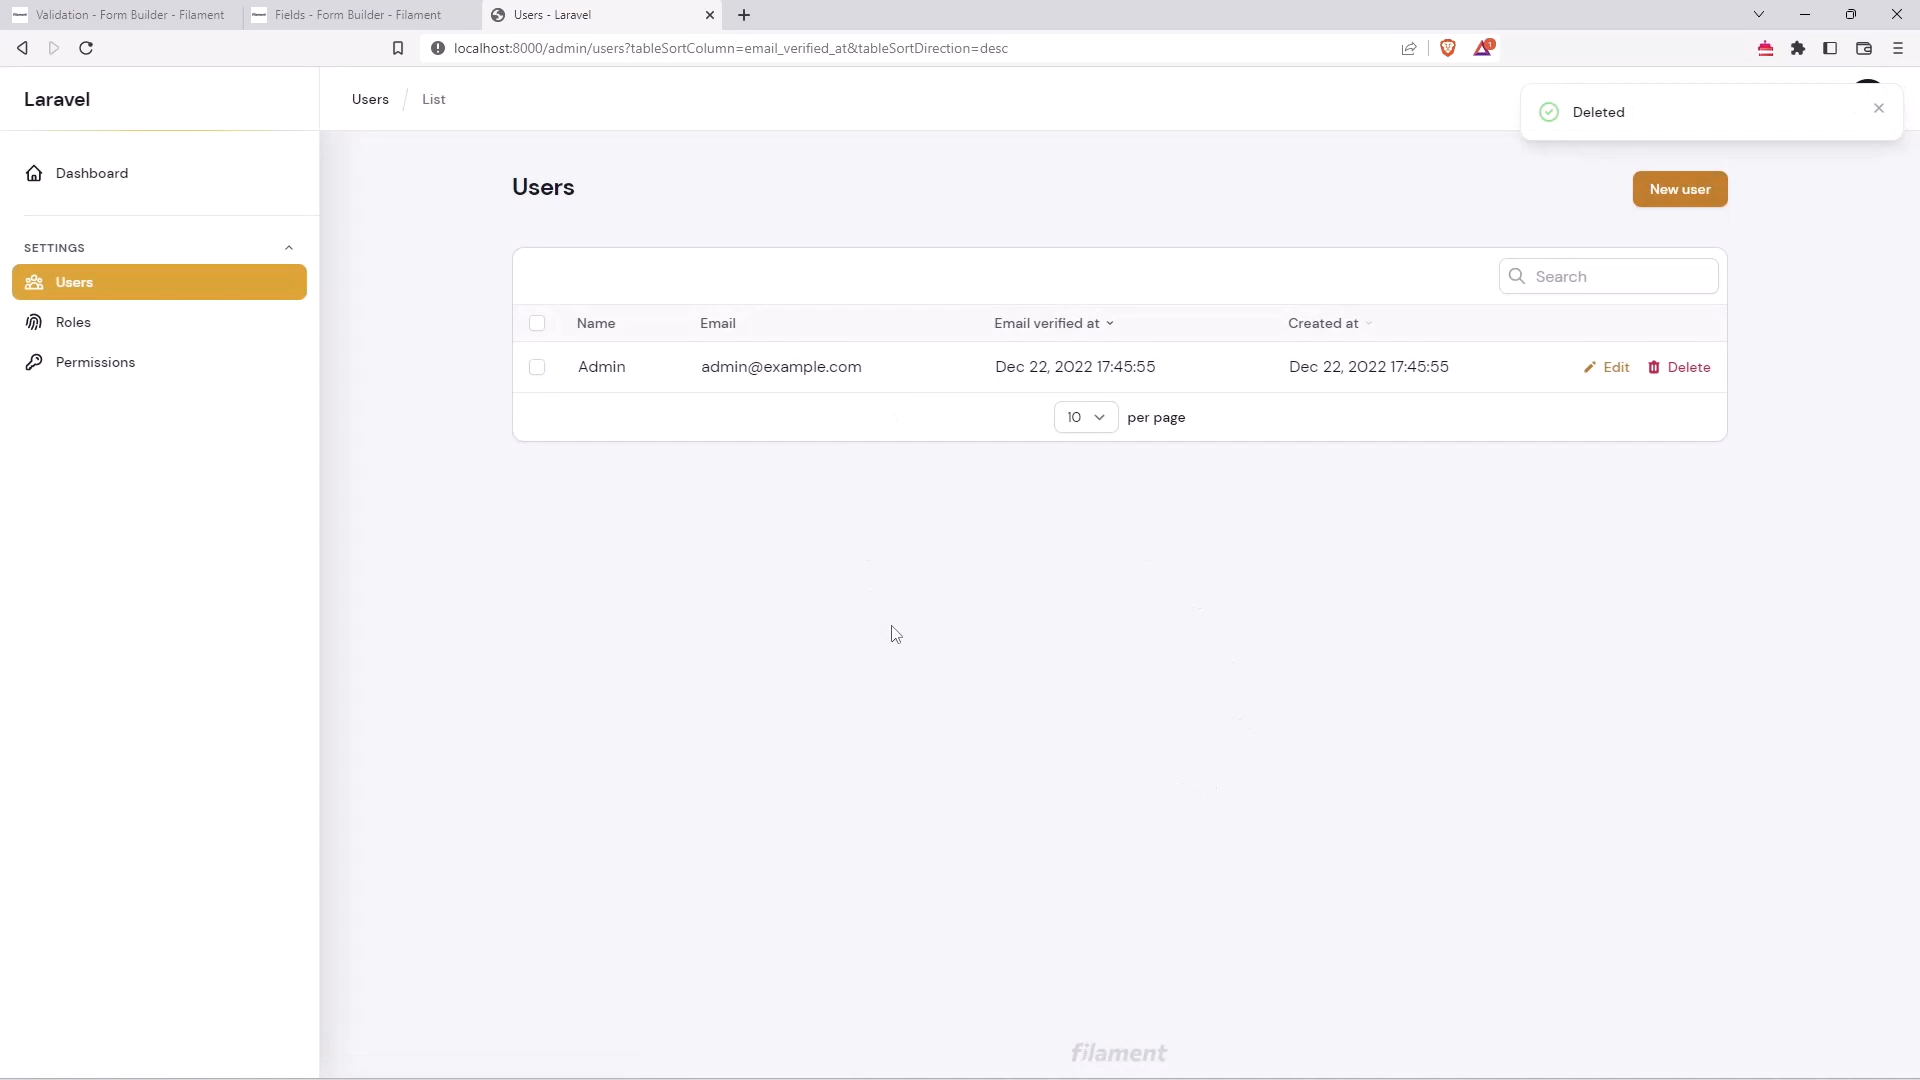 Validation - Form Builder - Filament
Fields - Form Builder - Filament
Users - Laravel
localhost:8000/admin/users?tableSortColumn=email_verified_at&tableSortDirection=desc
1
Laravel
Users
List
Deleted
Dashboard
SETTINGS
Users
Roles
Permissions
Users
New user
Search
Name
Email
Email verified at
Created at
Admin
admin@example.com
Dec 22, 2022 17:45:55
Dec 22, 2022 17:45:55
Edit
Delete
10
per page
filament